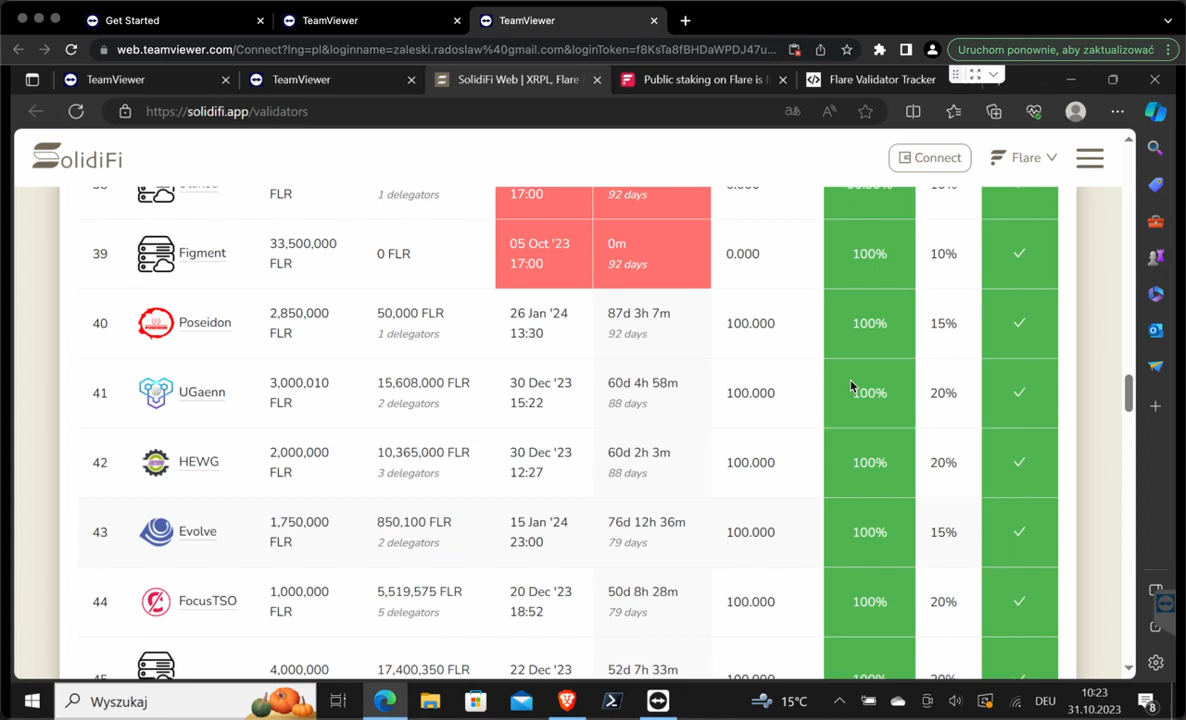 Get Started
TeamViewer
TeamViewer
web.teamviewer.com/Connect?lng=pl&loginname=zaleski.radoslaw%40gmail.com&loginToken=f8KsTa8fBHDaWPDJ47u...
Uruchom ponownie, aby zaktualizować
TeamViewer
TeamViewer
SolidiFi Web | XRPL, Flare
Public staking on Flare is l
Flare Validator Tracker
https://solidifi.app/validators
SolidiFi
Connect
Flare
FLR
1 delegators
17:00
92 days
39
Figment
33,500,000
FLR
0 FLR
05 Oct '23
17:00
0m
92 days
0.000
100%
10%
40
Poseidon
2,850,000
FLR
50,000 FLR
1 delegators
26 Jan '24
13:30
87d 3h 7m
92 days
100.000
100%
15%
41
UGaenn
3,000,010
FLR
15,608,000 FLR
2 delegators
30 Dec '23
15:22
60d 4h 58m
88 days
100.000
100%
20%
42
HEWG
2,000,000
FLR
10,365,000 FLR
3 delegators
30 Dec '23
12:27
60d 2h 3m
88 days
100.000
100%
20%
43
Evolve
1,750,000
FLR
850,100 FLR
2 delegators
15 Jan '24
23:00
76d 12h 36m
79 days
100.000
100%
15%
44
FocusTSO
1,000,000
FLR
5,519,575 FLR
5 delegators
20 Dec '23
18:52
50d 8h 28m
79 days
100.000
100%
20%
4,000,000
17,400,350 FLR
22 Dec '23
52d 7h 33m
Wyszukaj
15°C
DEU
10:23
31.10.2023
8